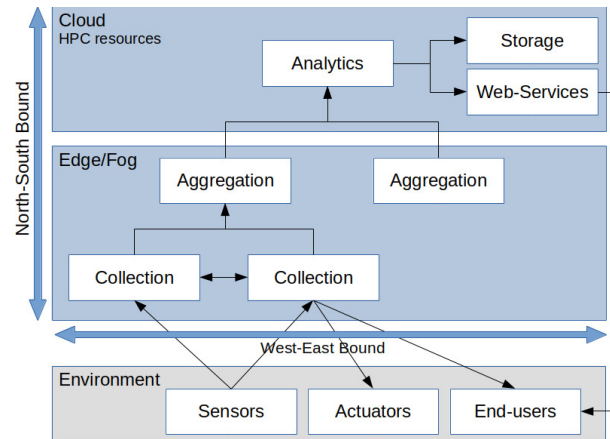 Cloud
HPC resources
Storage
Analytics
Web-Services
North-South Bound
Edge/Fog
Aggregation
Aggregation
Collection
Collection
West-East Bound
Environment
Sensors
Actuators
End-users